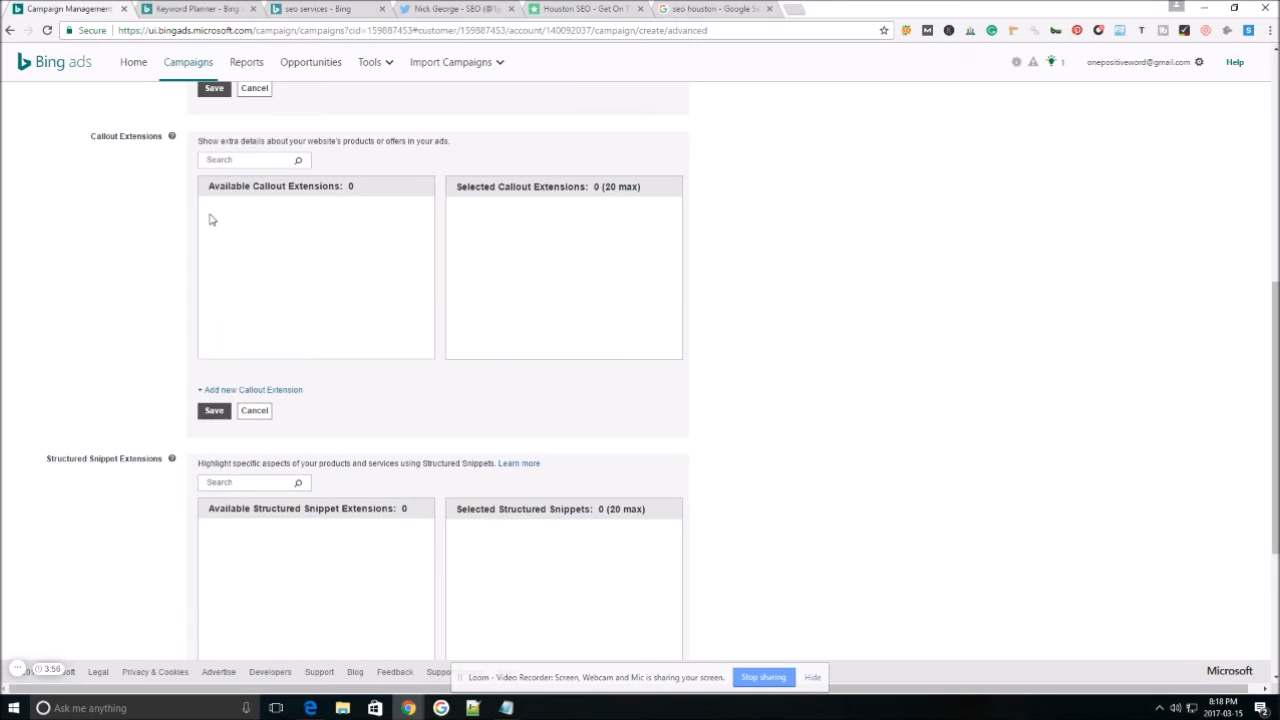 Campaign Management
Keyword Planner - Bing
seo services - Bing
Nick George - SEO (@1p
Houston SEO - Get On T
seo houston - Google Se
Secure
https://ui.bingads.microsoft.com/campaign/campaigns?cid=159887453#customer/159887453/account/140092037/campaign/create/advanced
Bing ads
Home
Campaigns
Reports
Opportunities
Tools
Import Campaigns
1
onepositiveword@gmail.com
Help
Save
Cancel
Callout Extensions
Show extra details about your website's products or offers in your ads.
Search
Available Callout Extensions: 0
Selected Callout Extensions: 0 (20 max)
+ Add new Callout Extension
Save
Cancel
Structured Snippet Extensions
Highlight specific aspects of your products and services using Structured Snippets. Learn more
Search
Available Structured Snippet Extensions: 0
Selected Structured Snippets: 0 (20 max)
3:56
Legal
Privacy & Cookies
Advertise
Developers
Support
Blog
Feedback
Microsoft
Loom - Video Recorder: Screen, Webcam and Mic is sharing your screen.
Stop sharing
Hide
Ask me anything
8:18 PM
2017-03-15